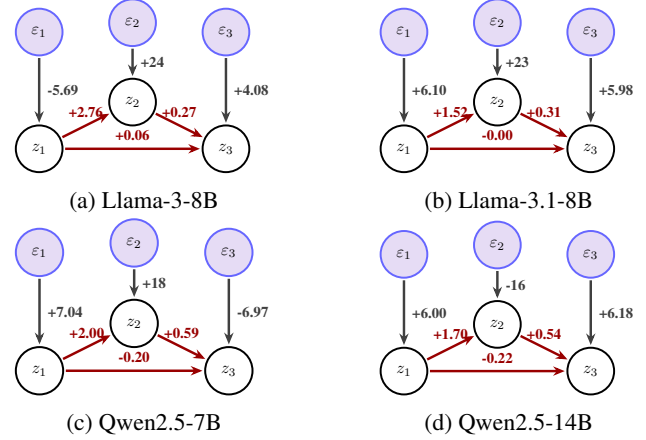 ε₁ ε₂ ε₃
+24
-5.69 +4.08
z₂
+2.76 +0.27
+0.06
z₁ z₃
(a) Llama-3-8B
ε₁ ε₂ ε₃
+23
+6.10 +5.98
z₂
+1.52 +0.31
-0.00
z₁ z₃
(b) Llama-3.1-8B
ε₁ ε₂ ε₃
+18
+7.04 -6.97
z₂
+2.00 +0.59
-0.20
z₁ z₃
(c) Qwen2.5-7B
ε₁ ε₂ ε₃
-16
+6.00 +6.18
z₂
+1.70 +0.54
-0.22
z₁ z₃
(d) Qwen2.5-14B